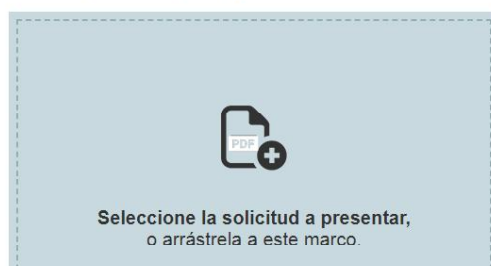 PDF
Seleccione la solicitud a presentar,
o arrástrela a este marco.